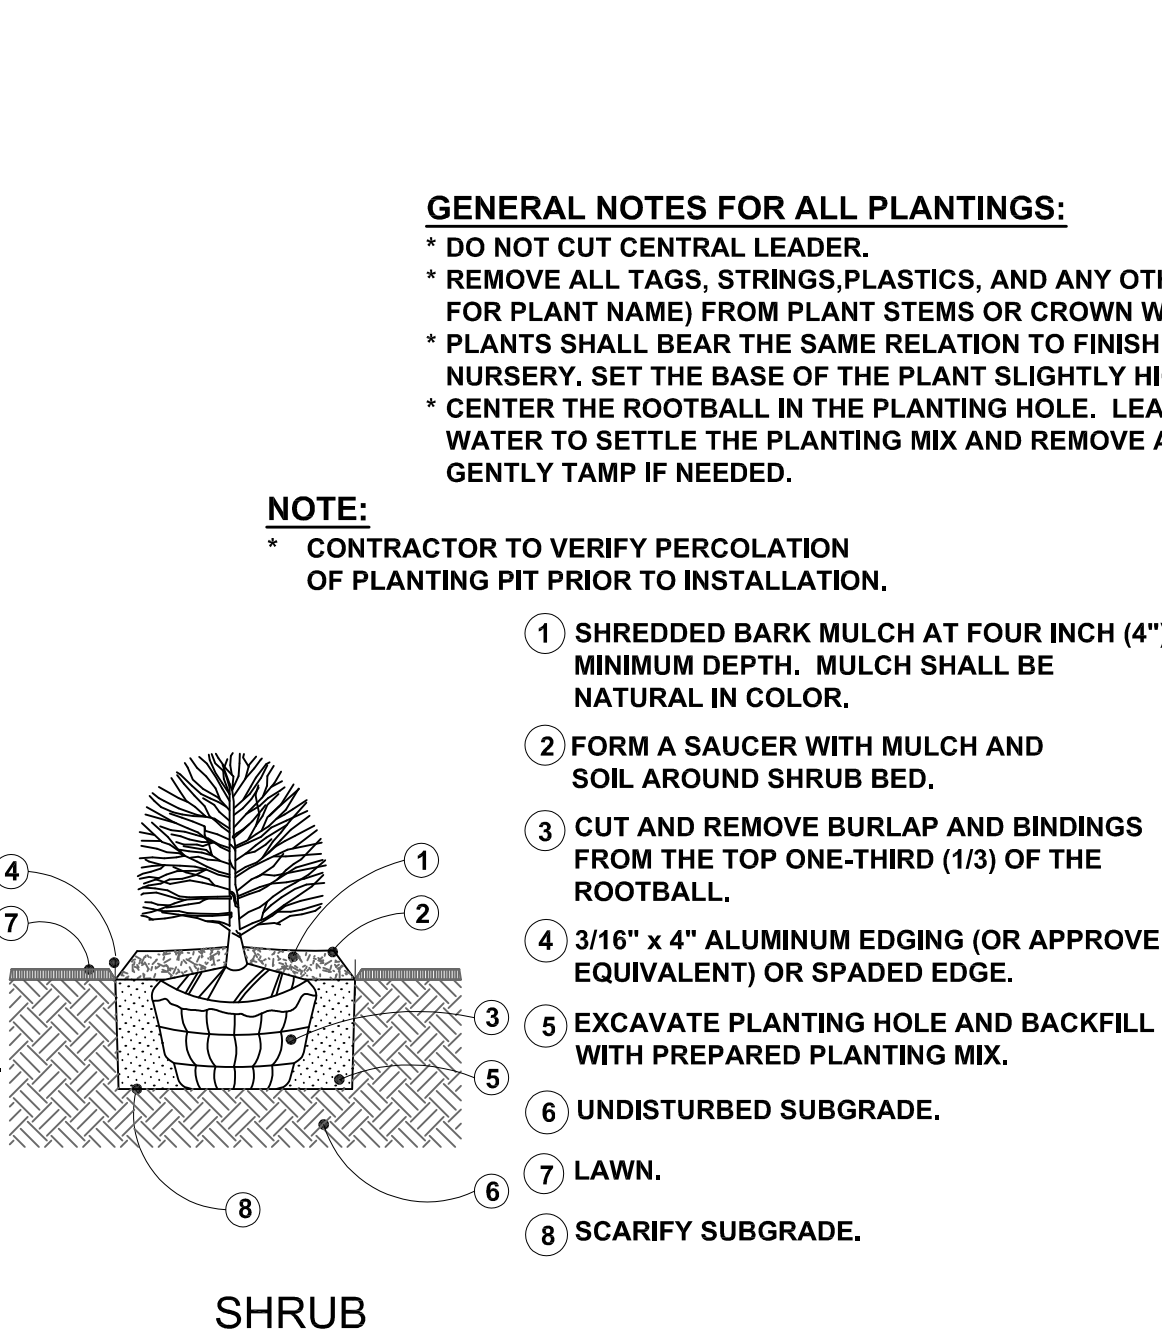 GENERAL NOTES FOR ALL PLANTINGS:
* DO NOT CUT CENTRAL LEADER.
* REMOVE ALL TAGS, STRINGS,PLASTICS, AND ANY
FOR PLANT NAME) FROM PLANT STEMS OR CROWN
* PLANTS SHALL BEAR THE SAME RELATION TO FINISH
NURSERY. SET THE BASE OF THE PLANT SLIGHTLY
* CENTER THE ROOTBALL IN THE PLANTING HOLE. 
WATER TO SETTLE THE PLANTING MIX AND REMOVE
GENTLY TAMP IF NEEDED.
NOTE:
* CONTRACTOR TO VERIFY PERCOLATION
OF PLANTING PIT PRIOR TO INSTALLATION.
1 SHREDDED BARK MULCH AT FOUR INCH (4")
MINIMUM DEPTH. MULCH SHALL BE
NATURAL IN COLOR.
2 FORM A SAUCER WITH MULCH AND
SOIL AROUND SHRUB BED.
3 CUT AND REMOVE BURLAP AND BINDINGS
FROM THE TOP ONE-THIRD (1/3) OF THE
ROOTBALL.
4 3/16" x 4" ALUMINUM EDGING (OR APPROVE
EQUIVALENT) OR SPADED EDGE.
5 EXCAVATE PLANTING HOLE AND BACKFILL
WITH PREPARED PLANTING MIX.
6 UNDISTURBED SUBGRADE.
7 LAWN.
8 SCARIFY SUBGRADE.
4
7
1
2
3
5
6
8
SHRUB